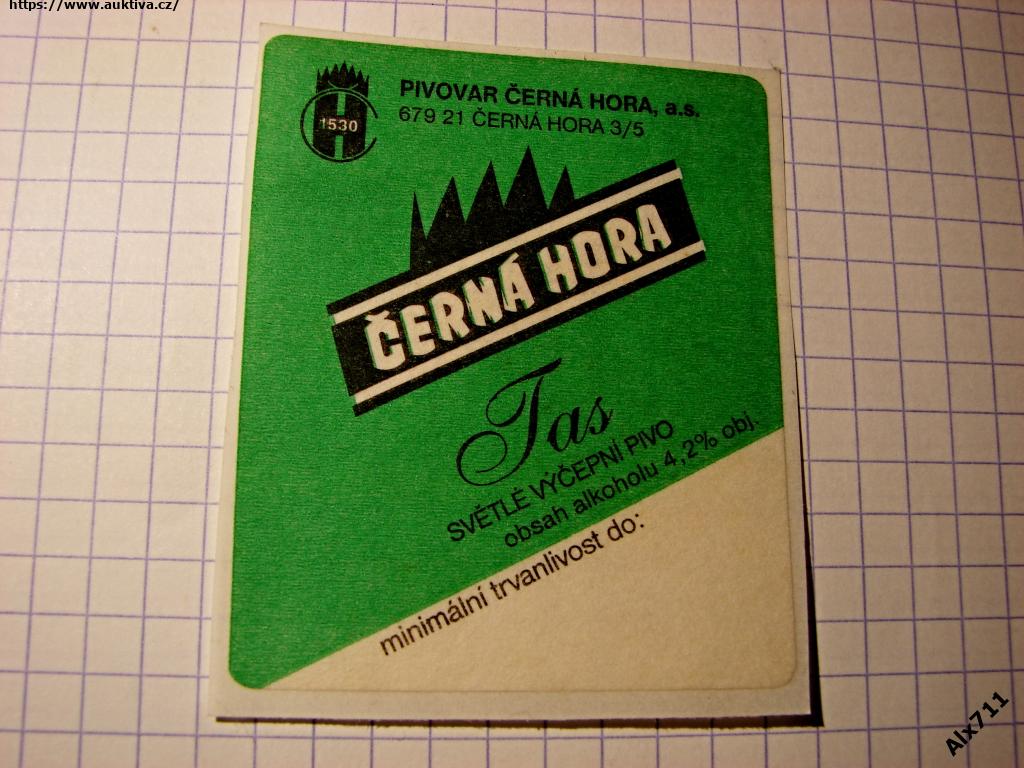 https://www.auktiva.cz/
PIVOVAR ČERNÁ HORA, a.s.
679 21 ČERNÁ HORA 3/5
1530
ČERNÁ HORA
Tas
SVĚTLÉ VÝČEPNÍ PIVO
obsah alkoholu 4,2% obj.
minimální trvanlivost do:
Alx711